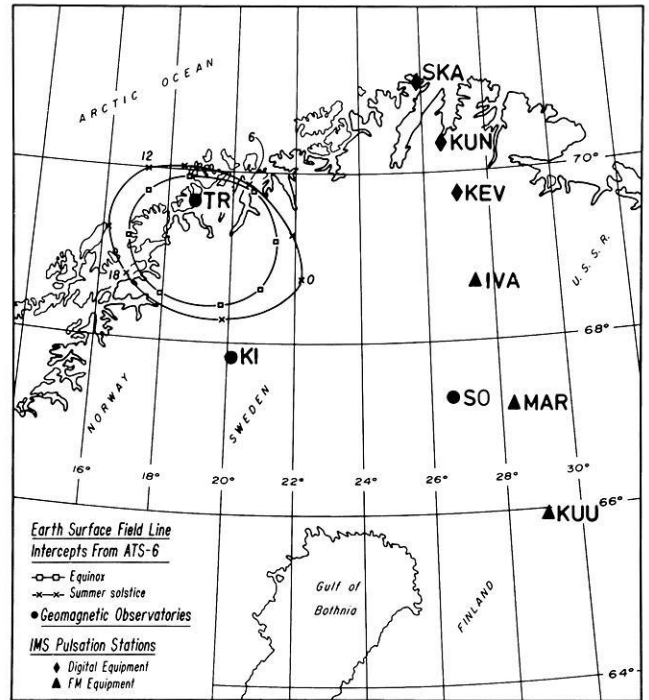 ARCTIC OCEAN
SKA
KUN
KEV
IVA
70°
U.S.S.R.
12
6
TR
18
0
68°
KI
NORWAY
SWEDEN
SO
MAR
16°
18°
20°
22°
24°
26°
28°
30°
66°
KUU
Earth Surface Field Line
Intercepts From ATS-6
Equinox
Summer solstice
Geomagnetic Observatories
IMS Pulsation Stations
Digital Equipment
FM Equipment
Gulf of
Bothnia
FINLAND
64°